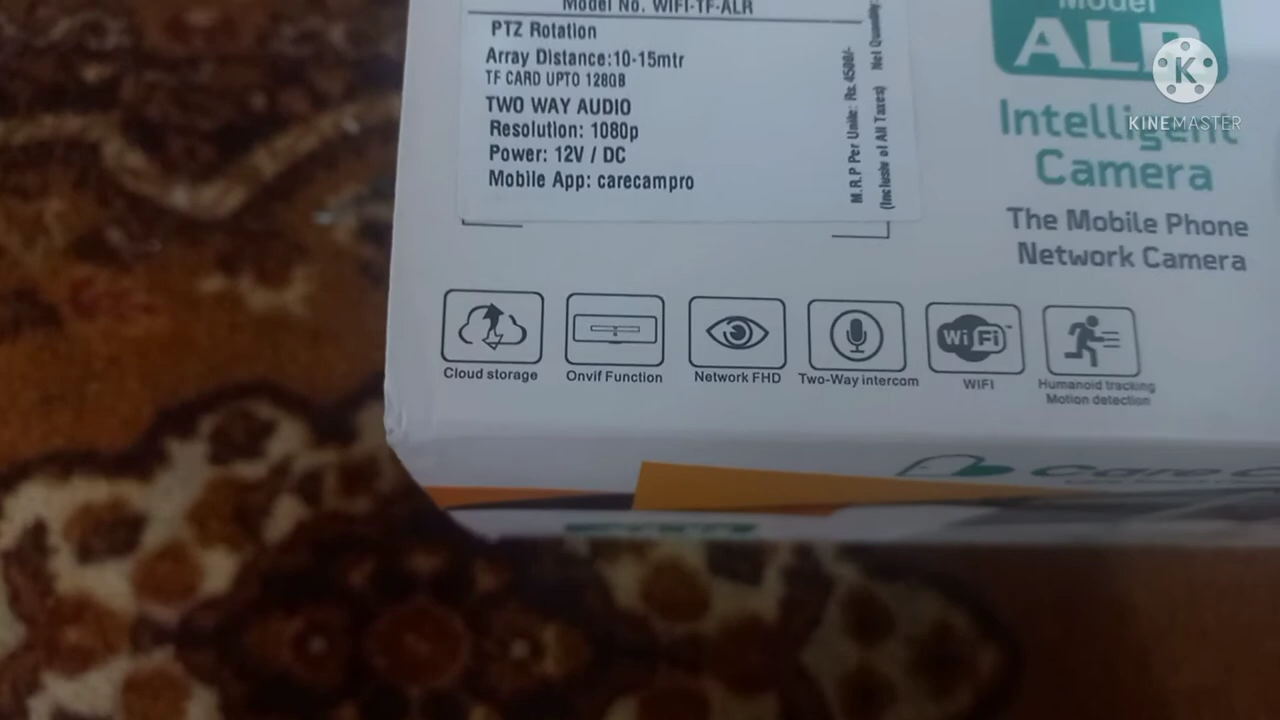 Model No. WIFI-TF-ALR
PTZ Rotation
Array Distance:10-15mtr
TF CARD UPTO 128GB
TWO WAY AUDIO
Resolution: 1080p
Power: 12V / DC
Mobile App: carecampro
M.R.P Per Unite: Rs.4500/-
(Inclusiv of All Taxes)
Net Quantity
Model
ALR
Intelligent
Camera
The Mobile Phone
Network Camera
KINEMASTER
WiFi
Cloud storage
Onvif Function
Network FHD
Two-Way intercom
WIFI
Humanoid tracking
Motion detection
Care